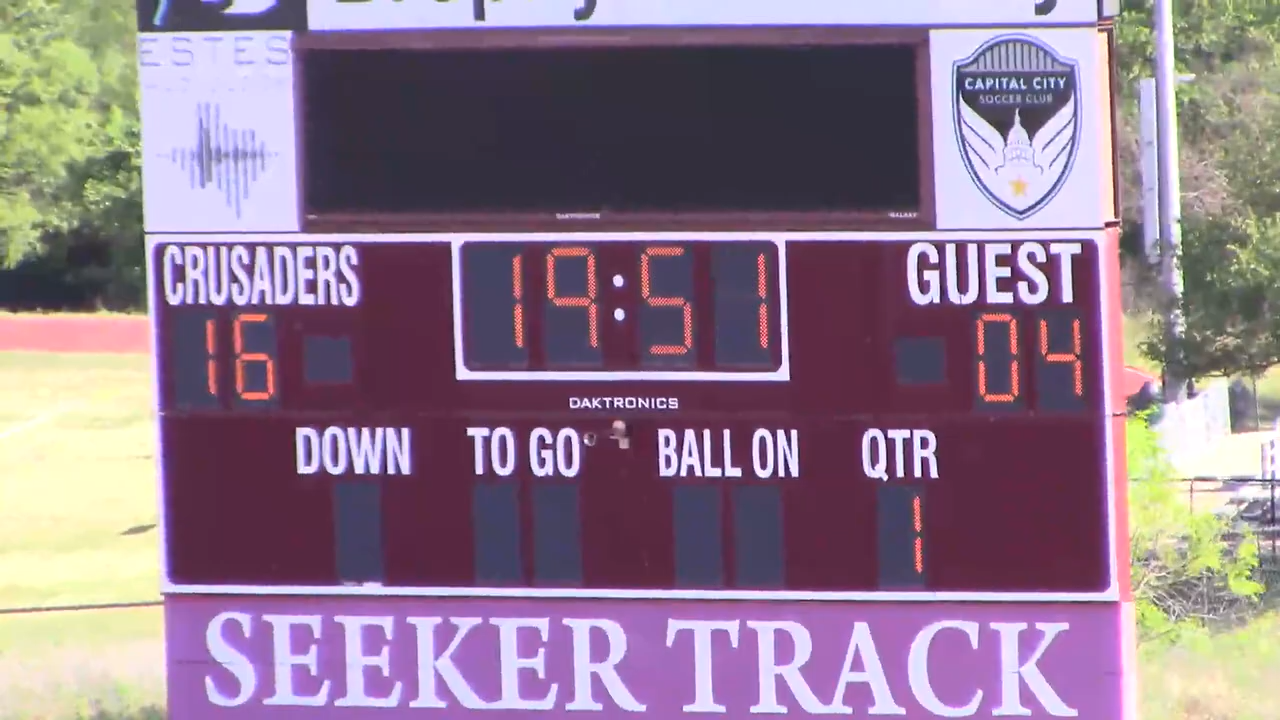 ESTES
CAPITAL CITY
SOCCER CLUB
DAKTRONICS
CRUSADERS
19:51
GUEST
16
04
DAKTRONICS
DOWN
TO GO
BALL ON
QTR
1
SEEKER TRACK